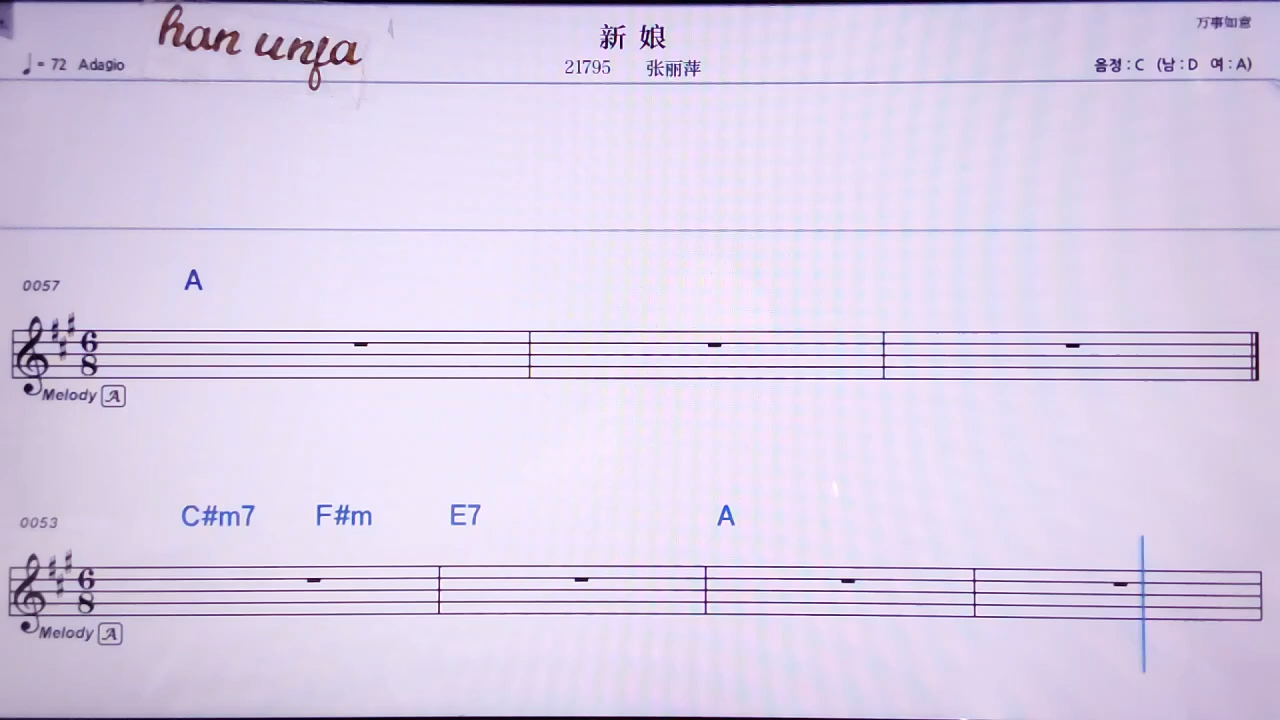 han unfa
新 娘
万事如意
♩ = 72 Adagio
21795 张丽萍
음정 : C (남 : D 여 : A)
0057
A
6
8
Melody A
0053
C#m7 F#m E7 A
6
8
Melody A